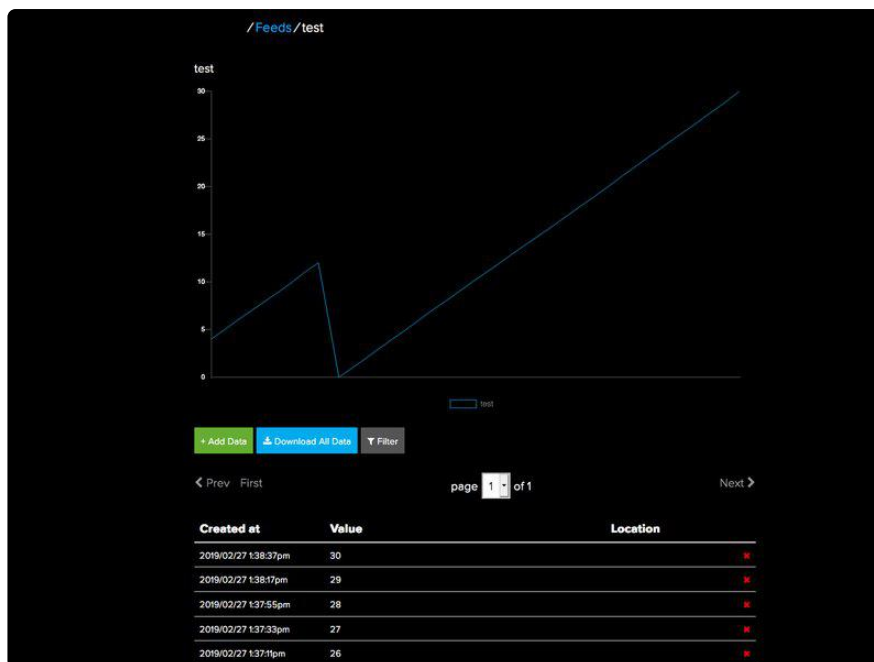 /Feeds/test
test
30
25
20
15
10
5
0
test
+ Add Data Download All Data Filter
Prev First page 1 of 1 Next
Created at Value Location
2019/02/27 1:38:37pm 30
2019/02/27 1:38:17pm 29
2019/02/27 1:37:55pm 28
2019/02/27 1:37:33pm 27
2019/02/27 1:37:11pm 26